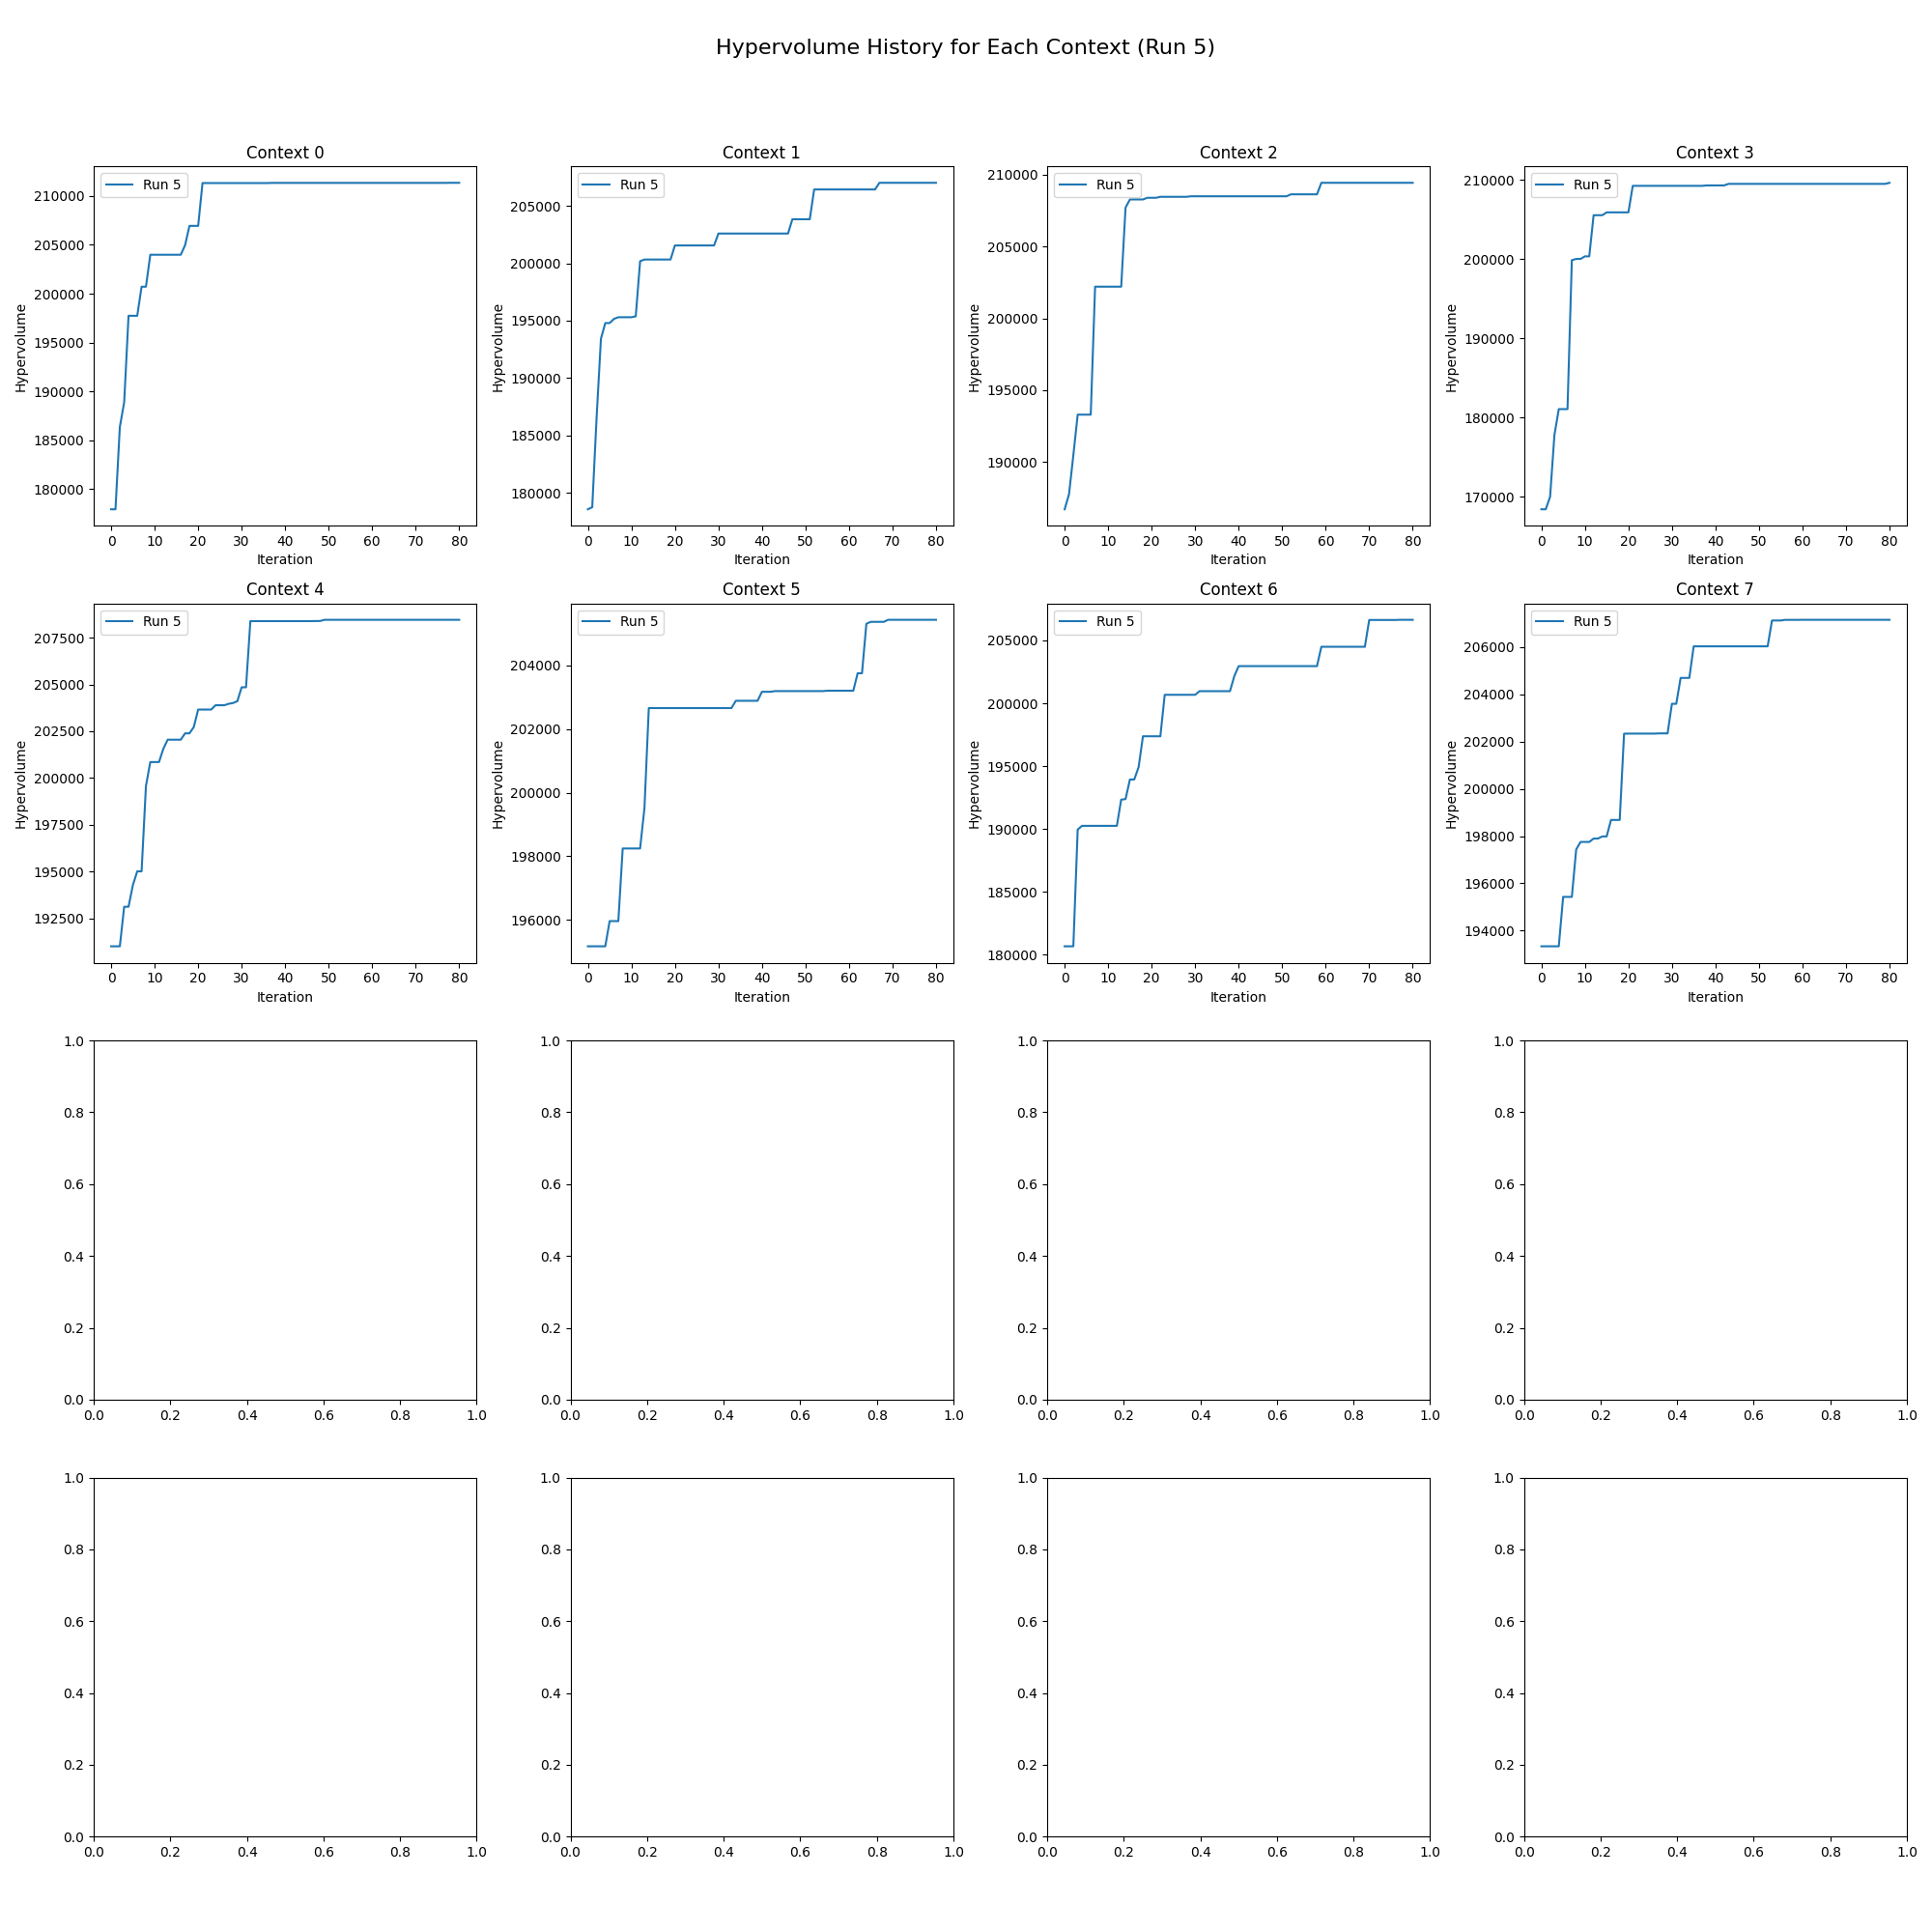 Hypervolume History for Each Context (Run 5)
Context 0
Run 5
Hypervolume
210000
205000
200000
195000
190000
185000
180000
0 10 20 30 40 50 60 70 80
Iteration
Context 1
Run 5
Hypervolume
205000
200000
195000
190000
185000
180000
0 10 20 30 40 50 60 70 80
Iteration
Context 2
Run 5
Hypervolume
210000
205000
200000
195000
190000
0 10 20 30 40 50 60 70 80
Iteration
Context 3
Run 5
Hypervolume
210000
200000
190000
180000
170000
0 10 20 30 40 50 60 70 80
Iteration
Context 4
Run 5
Hypervolume
207500
205000
202500
200000
197500
195000
192500
0 10 20 30 40 50 60 70 80
Iteration
Context 5
Run 5
Hypervolume
204000
202000
200000
198000
196000
0 10 20 30 40 50 60 70 80
Iteration
Context 6
Run 5
Hypervolume
205000
200000
195000
190000
185000
180000
0 10 20 30 40 50 60 70 80
Iteration
Context 7
Run 5
Hypervolume
206000
204000
202000
200000
198000
196000
194000
0 10 20 30 40 50 60 70 80
Iteration
1.0
0.8
0.6
0.4
0.2
0.0
0.0 0.2 0.4 0.6 0.8 1.0
1.0
0.8
0.6
0.4
0.2
0.0
0.0 0.2 0.4 0.6 0.8 1.0
1.0
0.8
0.6
0.4
0.2
0.0
0.0 0.2 0.4 0.6 0.8 1.0
1.0
0.8
0.6
0.4
0.2
0.0
0.0 0.2 0.4 0.6 0.8 1.0
1.0
0.8
0.6
0.4
0.2
0.0
0.0 0.2 0.4 0.6 0.8 1.0
1.0
0.8
0.6
0.4
0.2
0.0
0.0 0.2 0.4 0.6 0.8 1.0
1.0
0.8
0.6
0.4
0.2
0.0
0.0 0.2 0.4 0.6 0.8 1.0
1.0
0.8
0.6
0.4
0.2
0.0
0.0 0.2 0.4 0.6 0.8 1.0